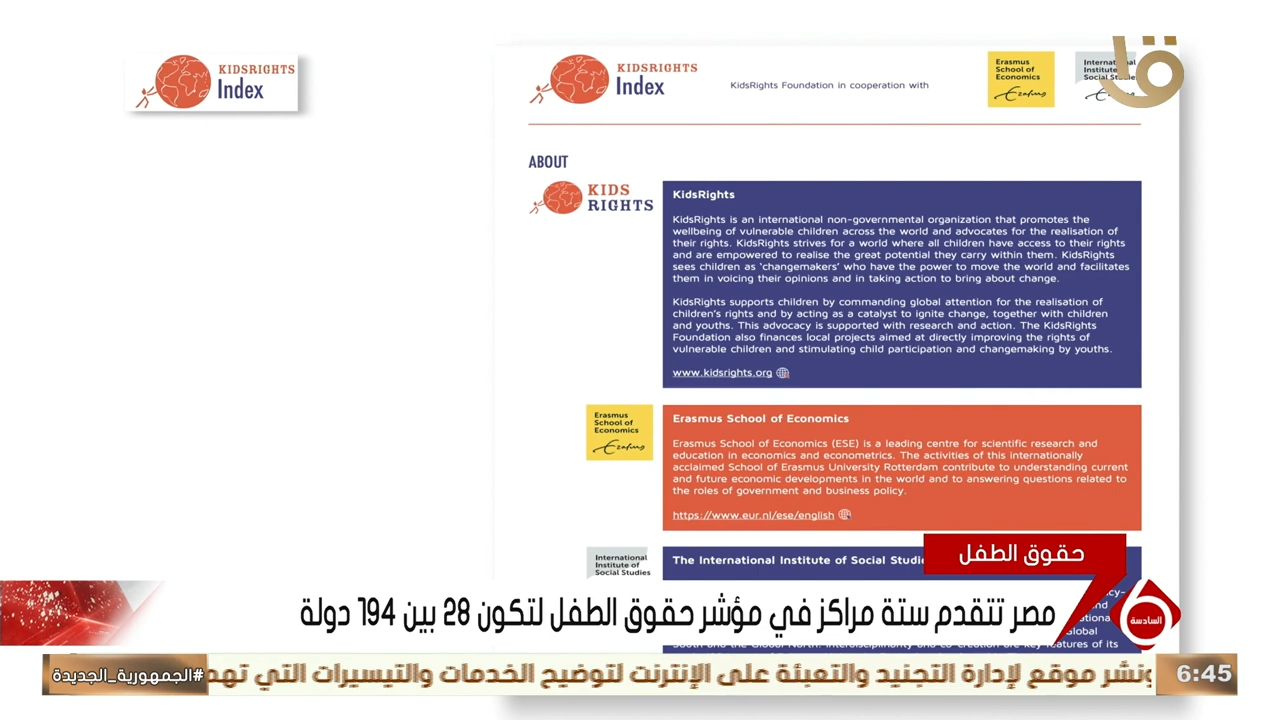 KIDSRIGHTS
Index
KIDSRIGHTS
Index
KidsRights Foundation in cooperation with
Erasmus
School of
Economics
Erasmus
International
Institute of
Social Studies
Erasmus
ABOUT
KIDS
RIGHTS
KidsRights
KidsRights is an international non-governmental organization that promotes the
wellbeing of vulnerable children across the world and advocates for the realisation of
their rights. KidsRights strives for a world where all children have access to their rights
and are empowered to realise the great potential they carry within them. KidsRights
sees children as ‘changemakers’ who have the power to move the world and facilitates
them in voicing their opinions and in taking action to bring about change.
KidsRights supports children by commanding global attention for the realisation of
children’s rights and by acting as a catalyst to ignite change, together with children
and youths. This advocacy is supported with research and action. The KidsRights
Foundation also finances local projects aimed at directly improving the rights of
vulnerable children and stimulating child participation and changemaking by youths.
www.kidsrights.org
Erasmus
School of
Economics
Erasmus
Erasmus School of Economics
Erasmus School of Economics (ESE) is a leading centre for scientific research and
education in economics and econometrics. The activities of this internationally
acclaimed School of Erasmus University Rotterdam contribute to understanding current
and future economic developments in the world and to answering questions related to
the roles of government and business policy.
https://www.eur.nl/ese/english
International
Institute of
Social Studies
The International Institute of Social
حقوق الطفل
السادسة
مصر تتقدم ستة مراكز في مؤشر حقوق الطفل لتكون 28 بين 194 دولة
6:45
ونشر موقع لإدارة التجنيد والتعبئة على الإنترنت لتوضيح الخدمات والتيسيرات التي
#الجمهورية_الجديدة